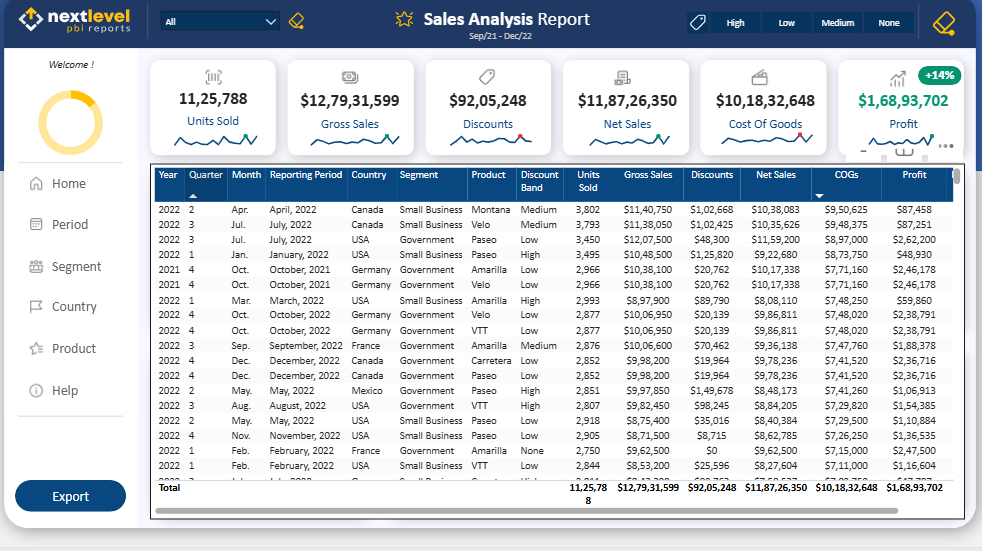 nextlevel
pbl reports
All
Sales Analysis Report
Sep/21 - Dec/22
High Low Medium None
Welcome !
Home
Period
Segment
Country
Product
Help
Export
11,25,788
Units Sold
$12,79,31,599
Gross Sales
$92,05,248
Discounts
$11,87,26,350
Net Sales
$10,18,32,648
Cost Of Goods
+14%
$1,68,93,702
Profit
Year Quarter Month Reporting Period Country Segment Product Discount Band Units Sold Gross Sales Discounts Net Sales COGs Profit
2022 2 Apr. April, 2022 Canada Small Business Montana Medium 3,802 $11,40,750 $1,02,668 $10,38,083 $9,50,625 $87,458
2022 3 Jul. July, 2022 Canada Small Business Velo Medium 3,793 $11,38,050 $1,02,425 $10,35,626 $9,48,375 $87,251
2022 3 Jul. July, 2022 USA Government Paseo Low 3,450 $12,07,500 $48,300 $11,59,200 $8,97,000 $2,62,200
2022 1 Jan. January, 2022 USA Small Business Paseo High 3,495 $10,48,500 $1,25,820 $9,22,680 $8,73,750 $48,930
2021 4 Oct. October, 2021 Germany Government Amarilla Low 2,966 $10,38,100 $20,762 $10,17,338 $7,71,160 $2,46,178
2021 4 Oct. October, 2021 Germany Government Velo Low 2,966 $10,38,100 $20,762 $10,17,338 $7,71,160 $2,46,178
2022 1 Mar. March, 2022 USA Small Business Amarilla High 2,993 $8,97,900 $89,790 $8,08,110 $7,48,250 $59,860
2022 4 Oct. October, 2022 Germany Government Velo Low 2,877 $10,06,950 $20,139 $9,86,811 $7,48,020 $2,38,791
2022 4 Oct. October, 2022 Germany Government VTT Low 2,877 $10,06,950 $20,139 $9,86,811 $7,48,020 $2,38,791
2022 3 Sep. September, 2022 France Government Amarilla Medium 2,876 $10,06,600 $70,462 $9,36,138 $7,47,760 $1,88,378
2022 4 Dec. December, 2022 Canada Government Carretera Low 2,852 $9,98,200 $19,964 $9,78,236 $7,41,520 $2,36,716
2022 4 Dec. December, 2022 Canada Government Paseo Low 2,852 $9,98,200 $19,964 $9,78,236 $7,41,520 $2,36,716
2022 2 May. May, 2022 Mexico Government Paseo High 2,851 $9,97,850 $1,49,678 $8,48,173 $7,41,260 $1,06,913
2022 3 Aug. August, 2022 USA Government VTT High 2,807 $9,82,450 $98,245 $8,84,205 $7,29,820 $1,54,385
2022 2 May. May, 2022 USA Small Business Paseo Low 2,918 $8,75,400 $35,016 $8,40,384 $7,29,500 $1,10,884
2022 4 Nov. November, 2022 USA Small Business Paseo Low 2,905 $8,71,500 $8,715 $8,62,785 $7,26,250 $1,36,535
2022 1 Feb. February, 2022 France Government Amarilla None 2,750 $9,62,500 $0 $9,62,500 $7,15,000 $2,47,500
2022 1 Feb. February, 2022 USA Small Business VTT Low 2,844 $8,53,200 $25,596 $8,27,604 $7,11,000 $1,16,604
Total 11,25,788 $12,79,31,599 $92,05,248 $11,87,26,350 $10,18,32,648 $1,68,93,702